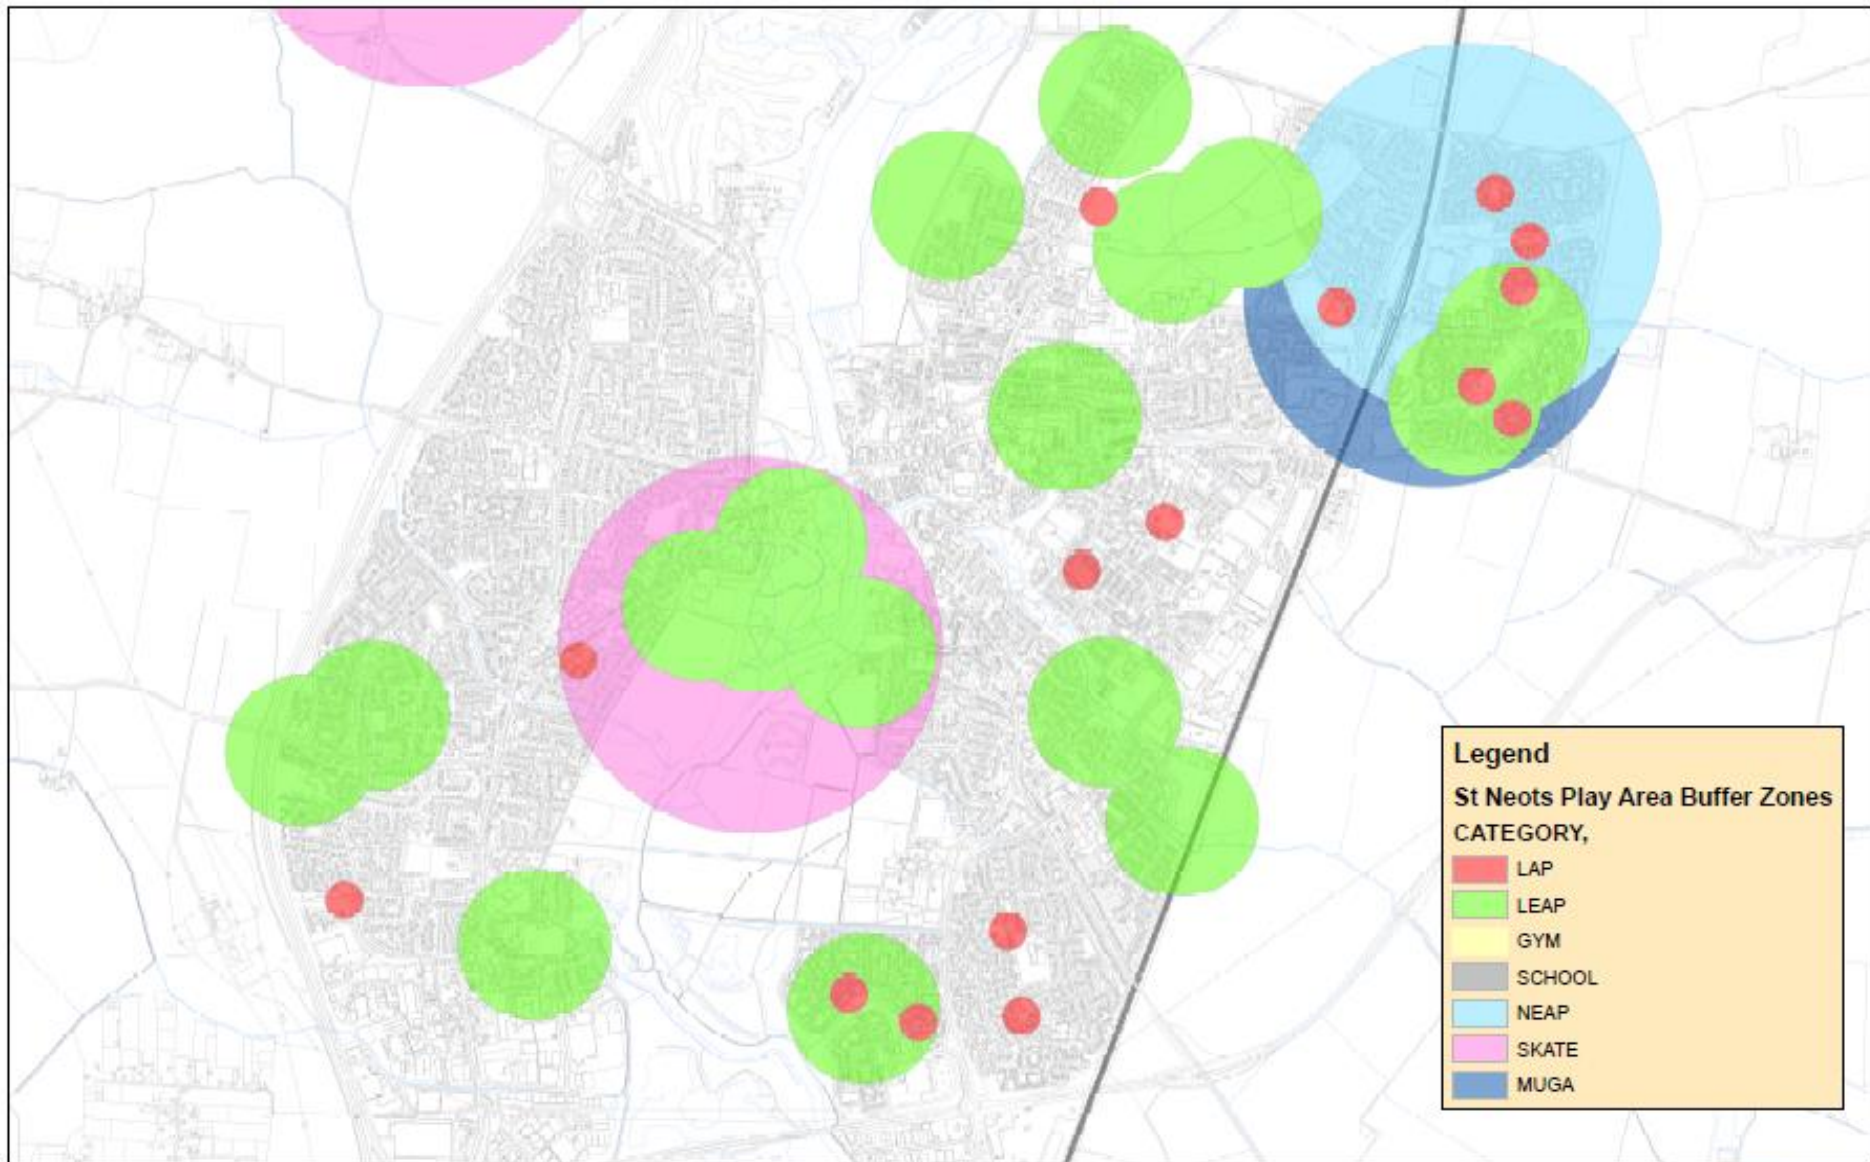 Legend
St Neots Play Area Buffer Zones
CATEGORY,
LAP
LEAP
GYM
SCHOOL
NEAP
SKATE
MUGA